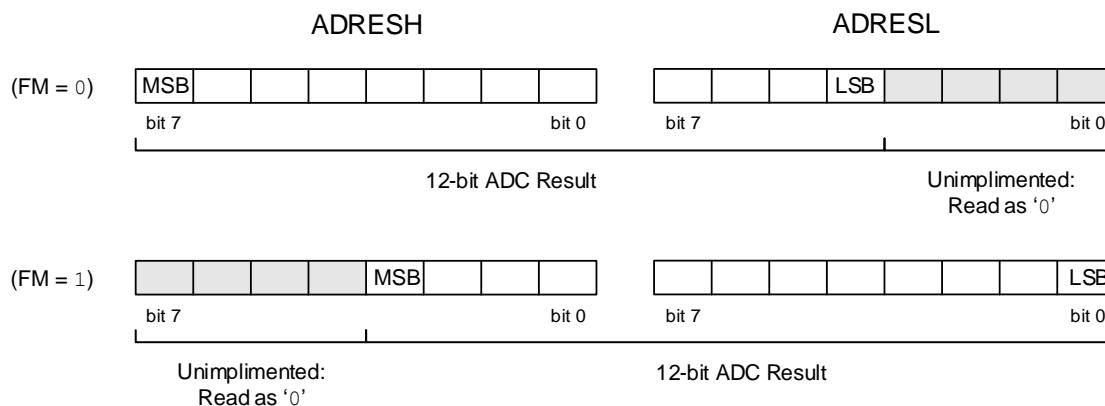 ADRESH ADRESL
(FM = 0) MSB LSB
bit 7 bit 0 bit 7 bit 0
12-bit ADC Result Unimplimented:
Read as ‘0’
(FM = 1) MSB LSB
bit 7 bit 0 bit 7 bit 0
Unimplimented: 12-bit ADC Result
Read as ‘0’